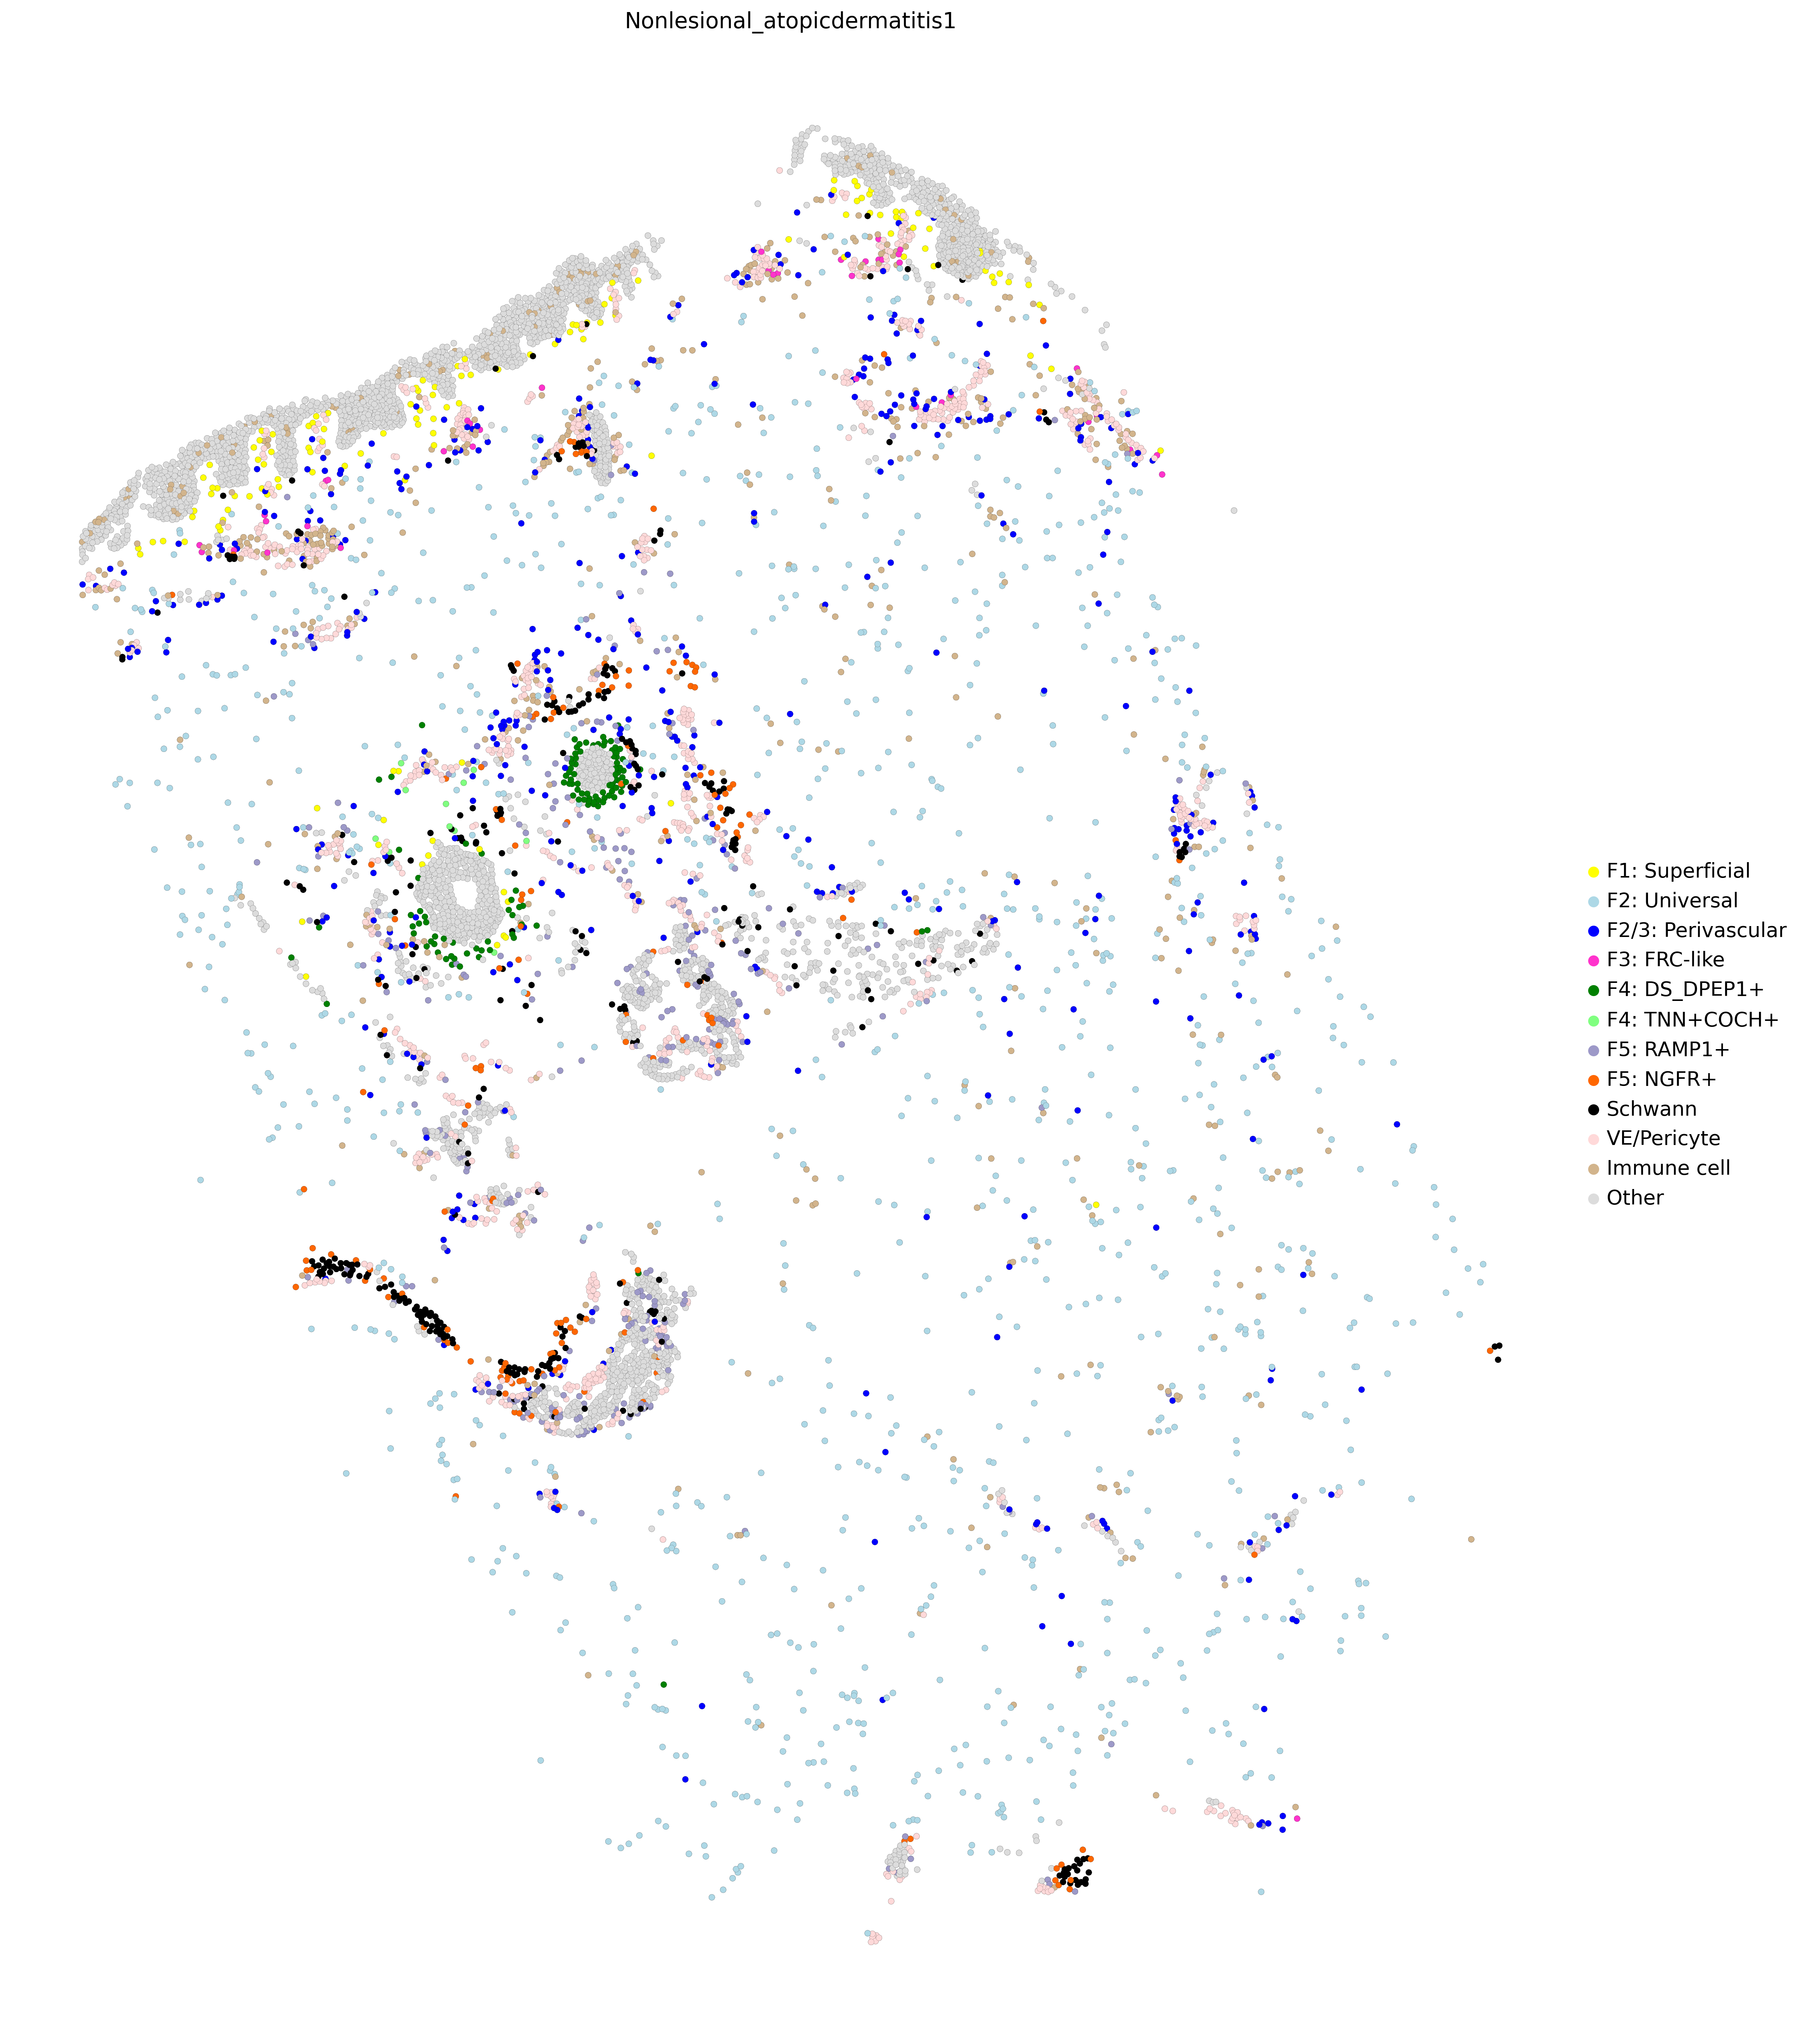 Nonlesional_atopicdermatitis1
F1: Superficial
F2: Universal
F2/3: Perivascular
F3: FRC-like
F4: DS_DPEP1+
F4: TNN+COCH+
F5: RAMP1+
F5: NGFR+
Schwann
VE/Pericyte
Immune cell
Other